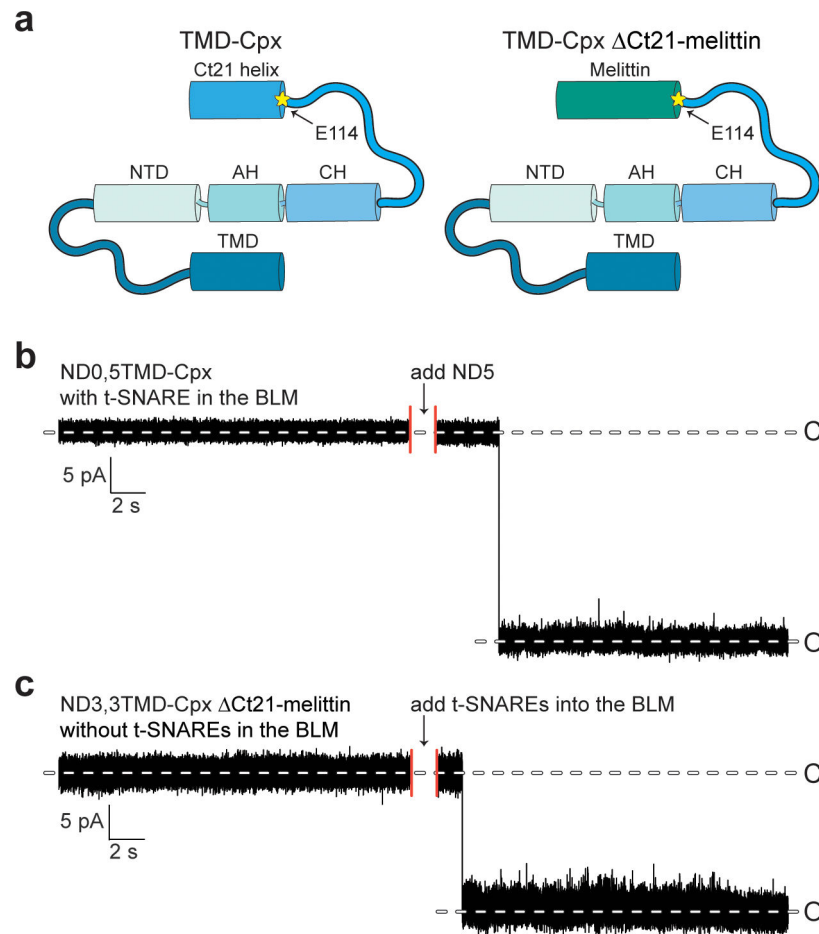 a
TMD-Cpx
TMD-Cpx ΔCt21-melittin
Ct21 helix
Melittin
E114
E114
NTD
AH
CH
NTD
AH
CH
TMD
TMD
b
ND0,5TMD-Cpx
with t-SNARE in the BLM
add ND5
C
5 pA
2 s
O
c
ND3,3TMD-Cpx ΔCt21-melittin
without t-SNAREs in the BLM
add t-SNAREs into the BLM
C
5 pA
2 s
O